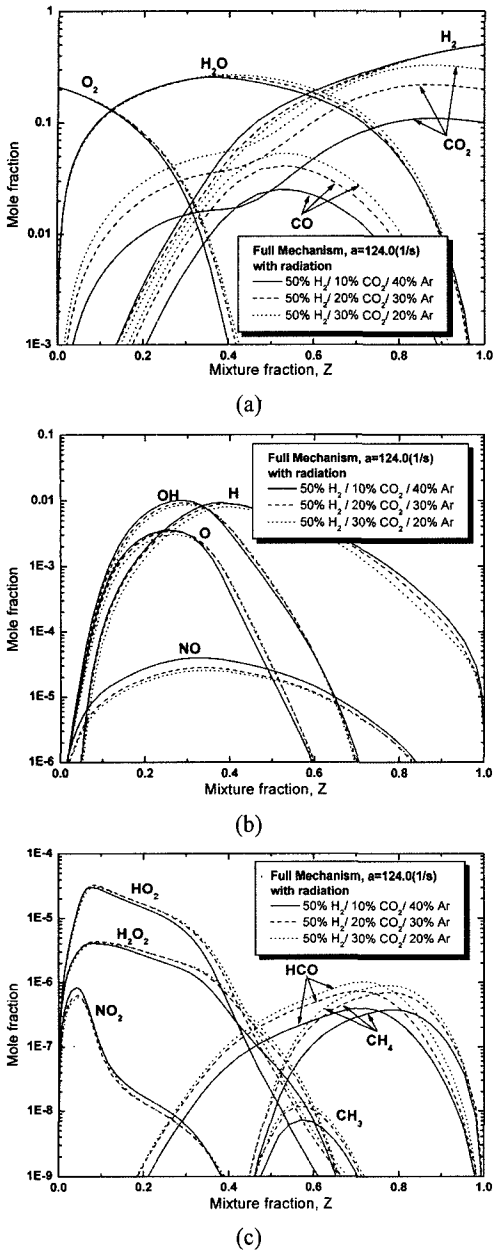 1
0.1
0.01
1E-3
Mole fraction
O2
H2O
H2
CO2
CO
Full Mechanism, a=124.0(1/s)
with radiation
50% H2/ 10% CO2/ 40% Ar
50% H2/ 20% CO2/ 30% Ar
50% H2/ 30% CO2/ 20% Ar
0.0 0.2 0.4 0.6 0.8 1.0
Mixture fraction, Z
(a)
0.1
0.01
1E-3
1E-4
1E-5
1E-6
Mole fraction
OH
H
O
NO
Full Mechanism, a=124.0(1/s)
with radiation
50% H2/ 10% CO2/ 40% Ar
50% H2/ 20% CO2/ 30% Ar
50% H2/ 30% CO2/ 20% Ar
0.0 0.2 0.4 0.6 0.8 1.0
Mixture fraction, Z
(b)
1E-4
1E-5
1E-6
1E-7
1E-8
1E-9
Mole fraction
HO2
H2O2
NO2
HCO
CH4
CH3
Full Mechanism, a=124.0(1/s)
with radiation
50% H2/ 10% CO2/ 40% Ar
50% H2/ 20% CO2/ 30% Ar
50% H2/ 30% CO2/ 20% Ar
0.0 0.2 0.4 0.6 0.8 1.0
Mixture fraction, Z
(c)